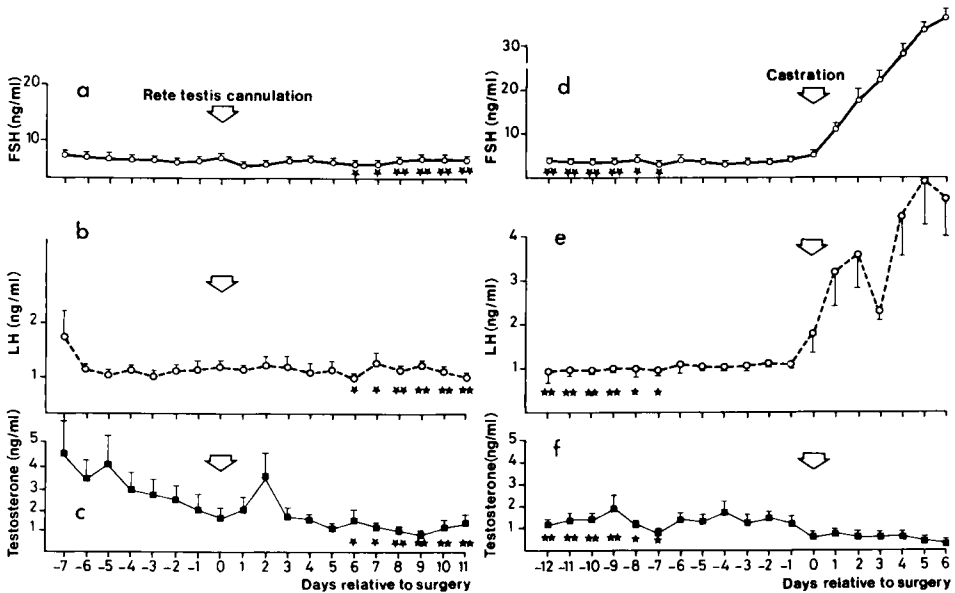 FSH (ng/ml)
20
10
a
Rete testis cannulation
LH (ng/ml)
2
1
b
Testosterone (ng/ml)
5
4
3
2
1
c
-7 -6 -5 -4 -3 -2 -1 0 1 2 3 4 5 6 7 8 9 10 11
Days relative to surgery
FSH (ng/ml)
30
20
10
d
Castration
LH (ng/ml)
4
3
2
1
e
Testosterone(ng/ml)
5
4
3
2
1
f
-12 -11 -10 -9 -8 -7 -6 -5 -4 -3 -2 -1 0 1 2 3 4 5 6
Days relative to surgery